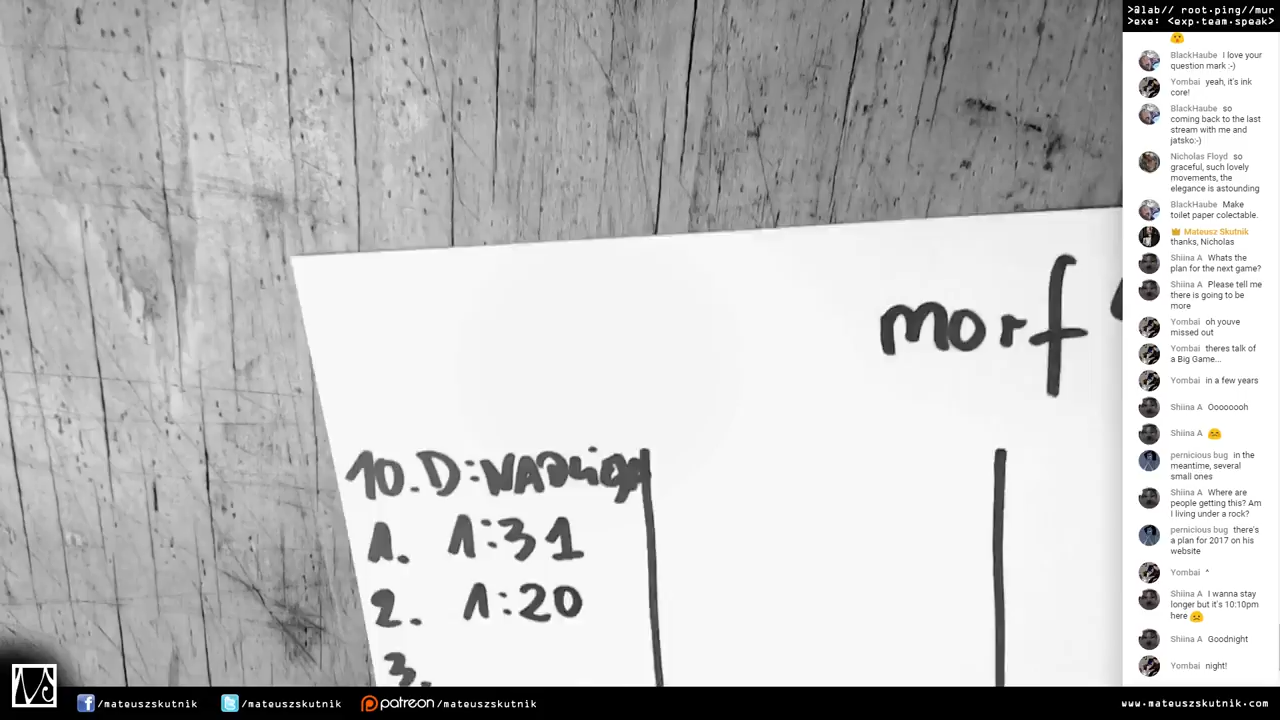 >@lab// root.ping//mur
>exe: <exp.team.speak>
morf
10. D:
1. 1:31
2. 1:20
3.
BlackHaube I love your
question mark :-)
Yombai yeah, it's ink
core!
BlackHaube so
coming back to the last
stream with me and
jatsko:-)
Nicholas Floyd so
graceful, such lovely
movements, the
elegance is astounding
BlackHaube Make
toilet paper colectable.
Mateusz Skutnik
thanks, Nicholas
Shiina A Whats the
plan for the next game?
Shiina A Please tell me
there is going to be
more
Yombai oh youve
missed out
Yombai theres talk of
a Big Game...
Yombai in a few years
Shiina A Oooooooh
Shiina A 
pernicious bug in the
meantime, several
small ones
Shiina A Where are
people getting this? Am
I living under a rock?
pernicious bug there's
a plan for 2017 on his
website
Yombai ^
Shiina A I wanna stay
longer but it's 10:10pm
here
Shiina A Goodnight
Yombai night!
/mateuszskutnik /mateuszskutnik patreon/mateuszskutnik www.mateuszskutnik.com